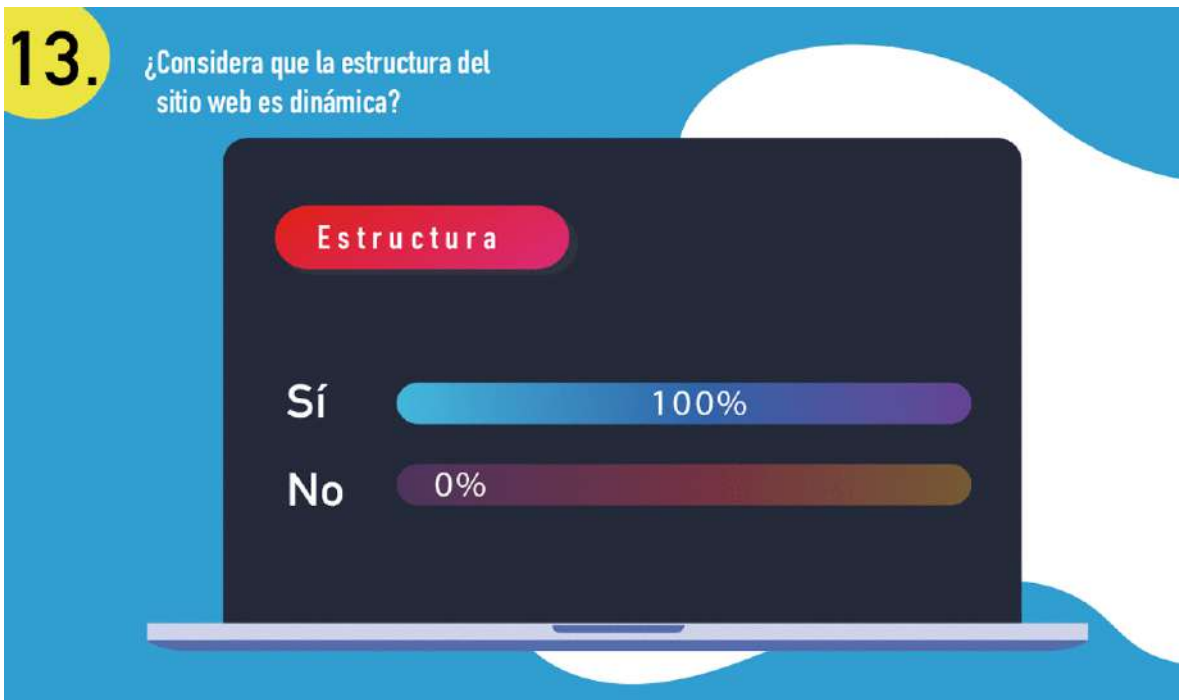 13.
¿Considera que la estructura del
sitio web es dinámica?
Estructura
Sí 100%
No 0%